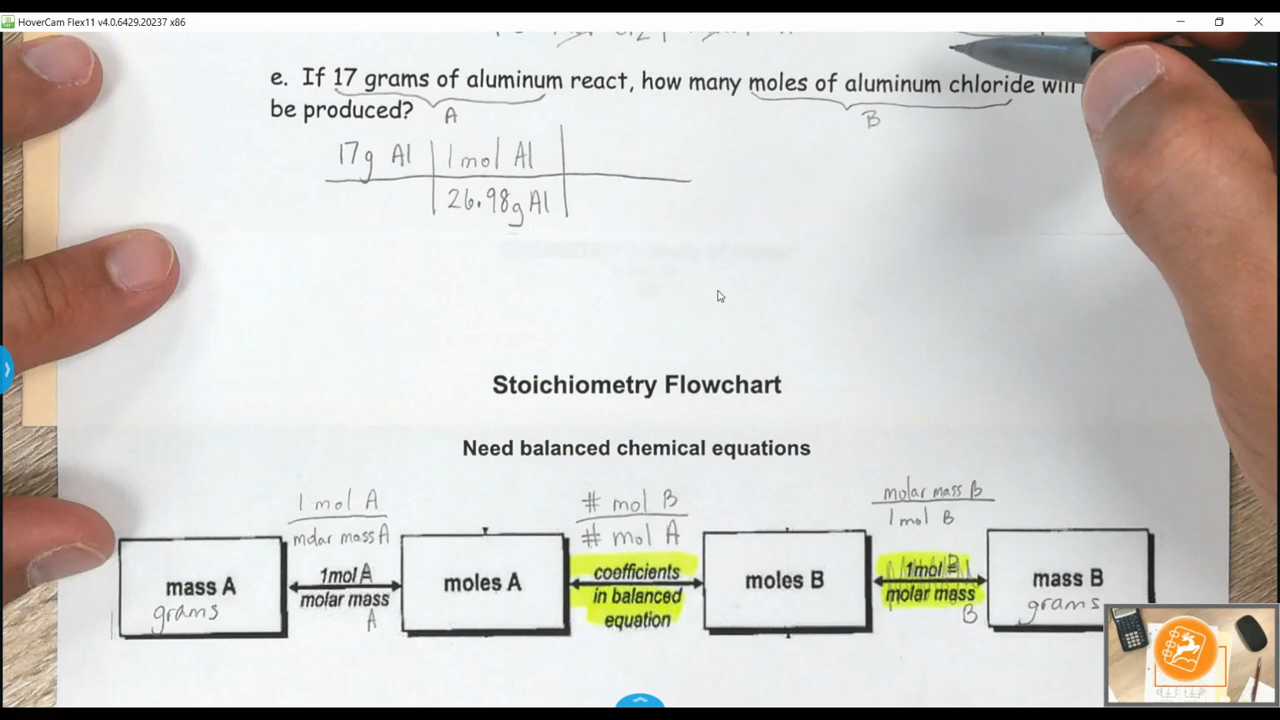 HoverCam Flex11 v4.0.6429.20237 x86
e. If 17 grams of aluminum react, how many moles of aluminum chloride will
be produced?
A
B
17g Al 1 mol Al
26.98g Al
Stoichiometry Flowchart
Need balanced chemical equations
1 mol A
molar mass A
# mol B
# mol A
molar mass B
1 mol B
mass A
grams
1mol A
molar mass
A
moles A
coefficients
in balanced
equation
moles B
1mol B
molar mass
B
mass B
grams